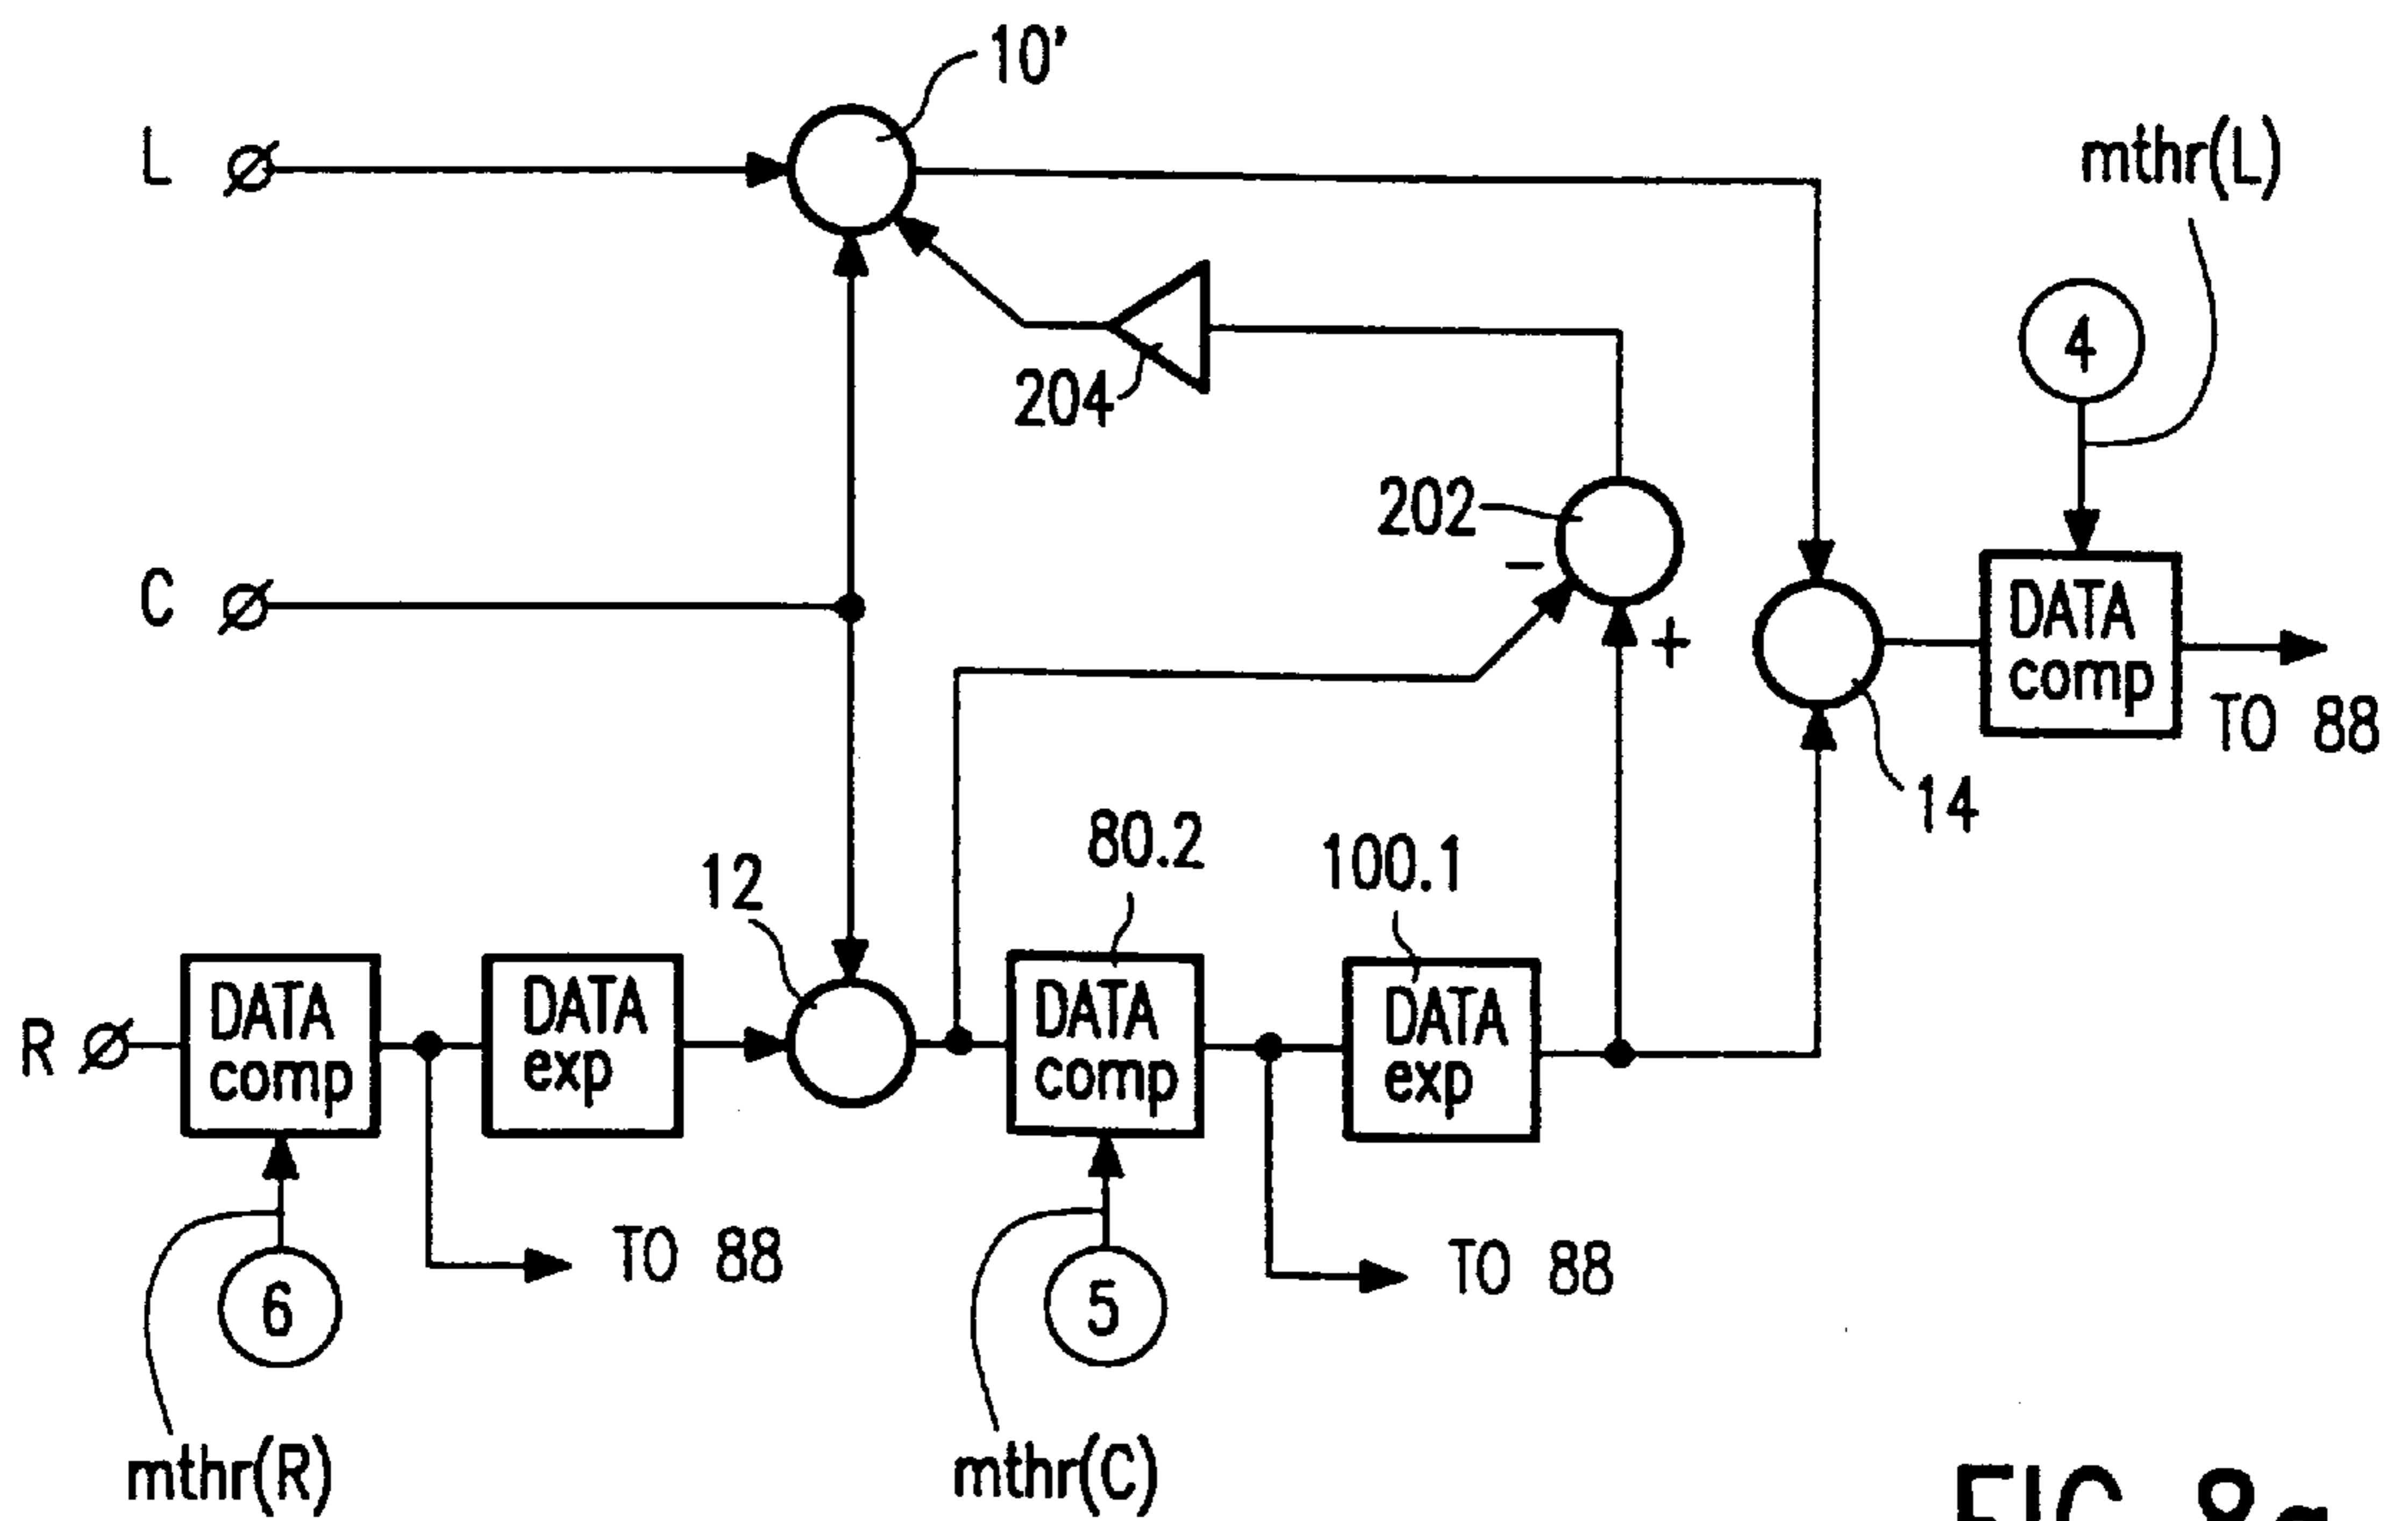 10'
L
mthr(L)
4
204
202
−
C
+
DATA
comp
TO 88
14
80.2
100.1
12
R
DATA
comp
DATA
exp
DATA
comp
DATA
exp
TO 88
TO 88
6
5
mthr(R)
mthr(C)